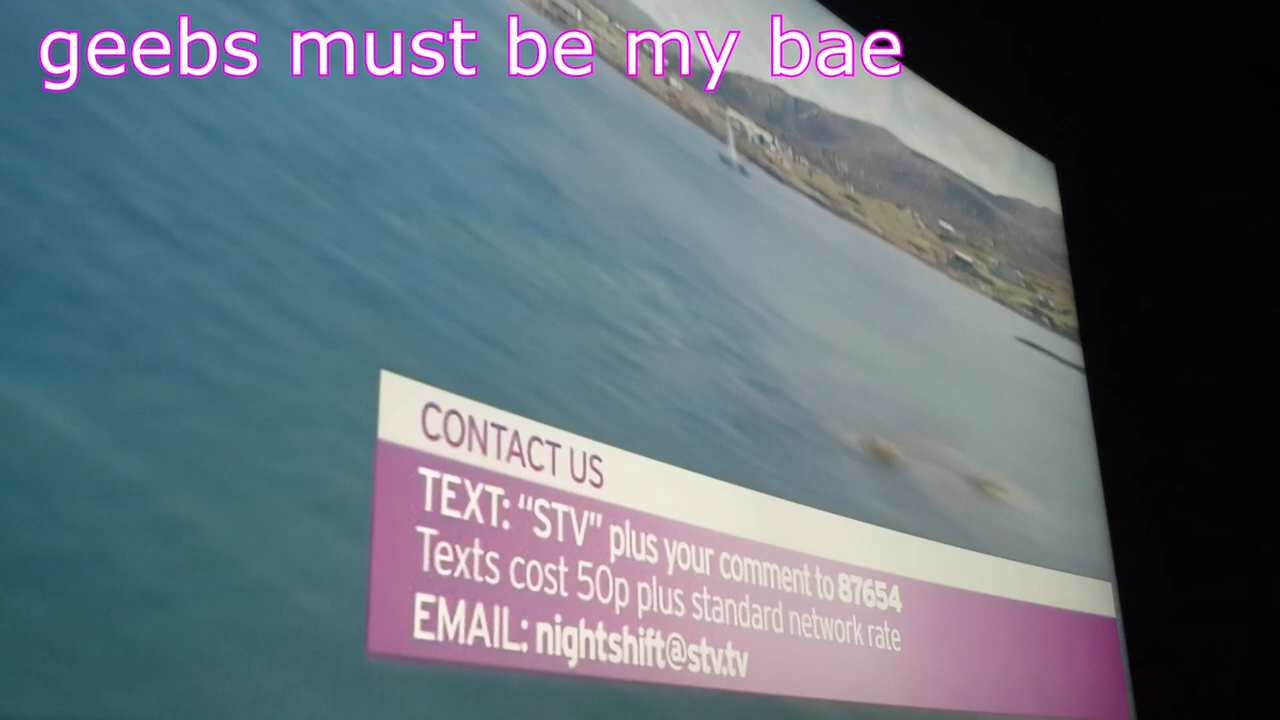 geebs must be my bae
CONTACT US
TEXT: “STV” plus your comment to 87654
Texts cost 50p plus standard network rate
EMAIL: nightshift@stv.tv